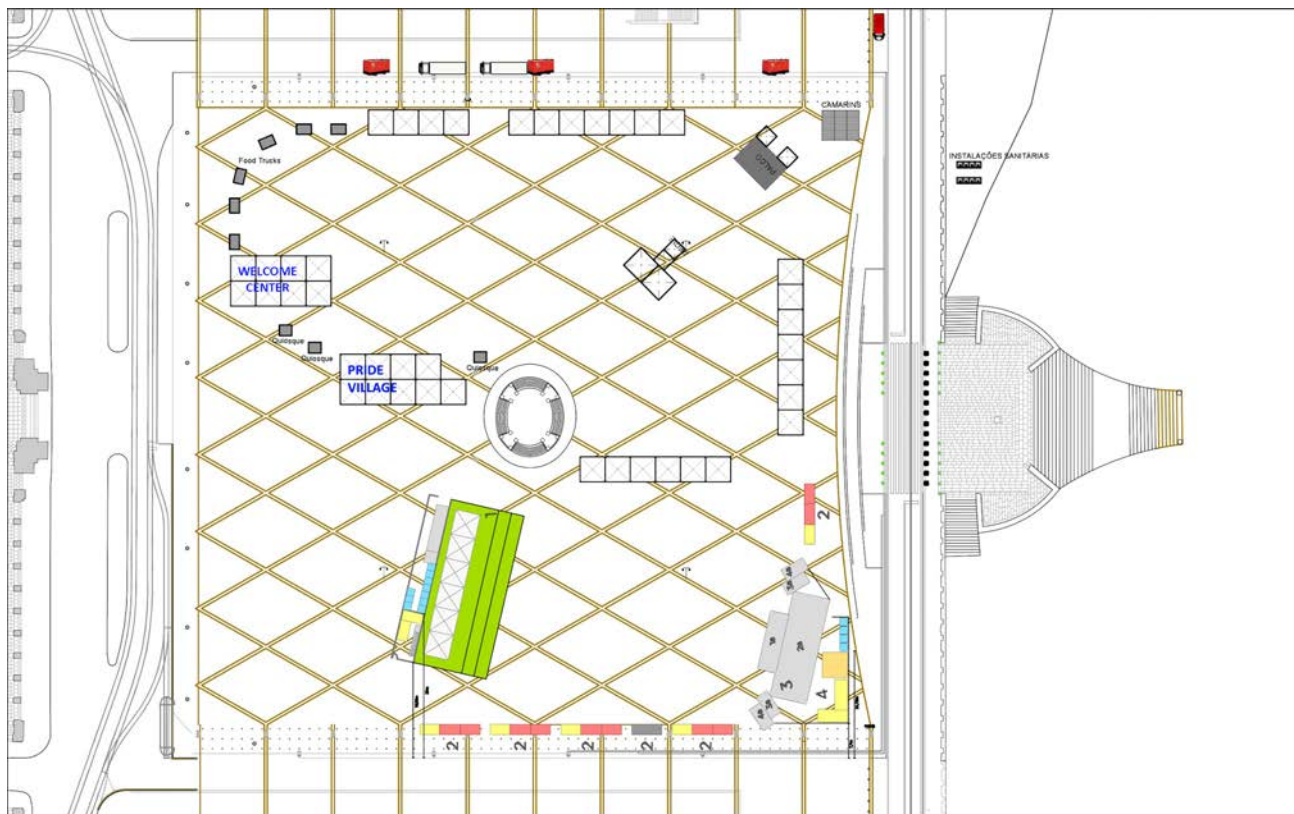 CAMARINS
PALCO
INSTALAÇÕES SANITÁRIAS
Food Trucks
WELCOME
CENTER
Quiosque
Quiosque
Quiosque
PRIDE
VILLAGE
2
3
4
2
2
2
2
2